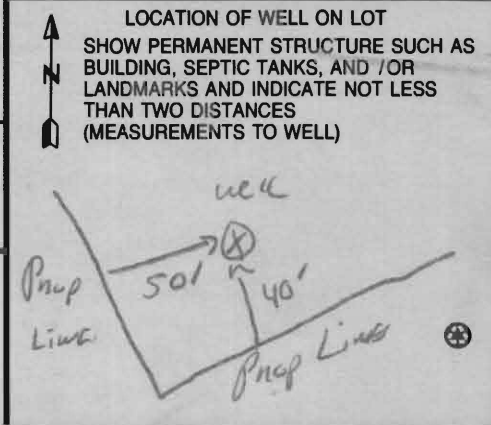 LOCATION OF WELL ON LOT
SHOW PERMANENT STRUCTURE SUCH AS
BUILDING, SEPTIC TANKS, AND /OR
LANDMARKS AND INDICATE NOT LESS
THAN TWO DISTANCES
(MEASUREMENTS TO WELL)
N
well
X
50'
40'
Prop
Line
Prop Line